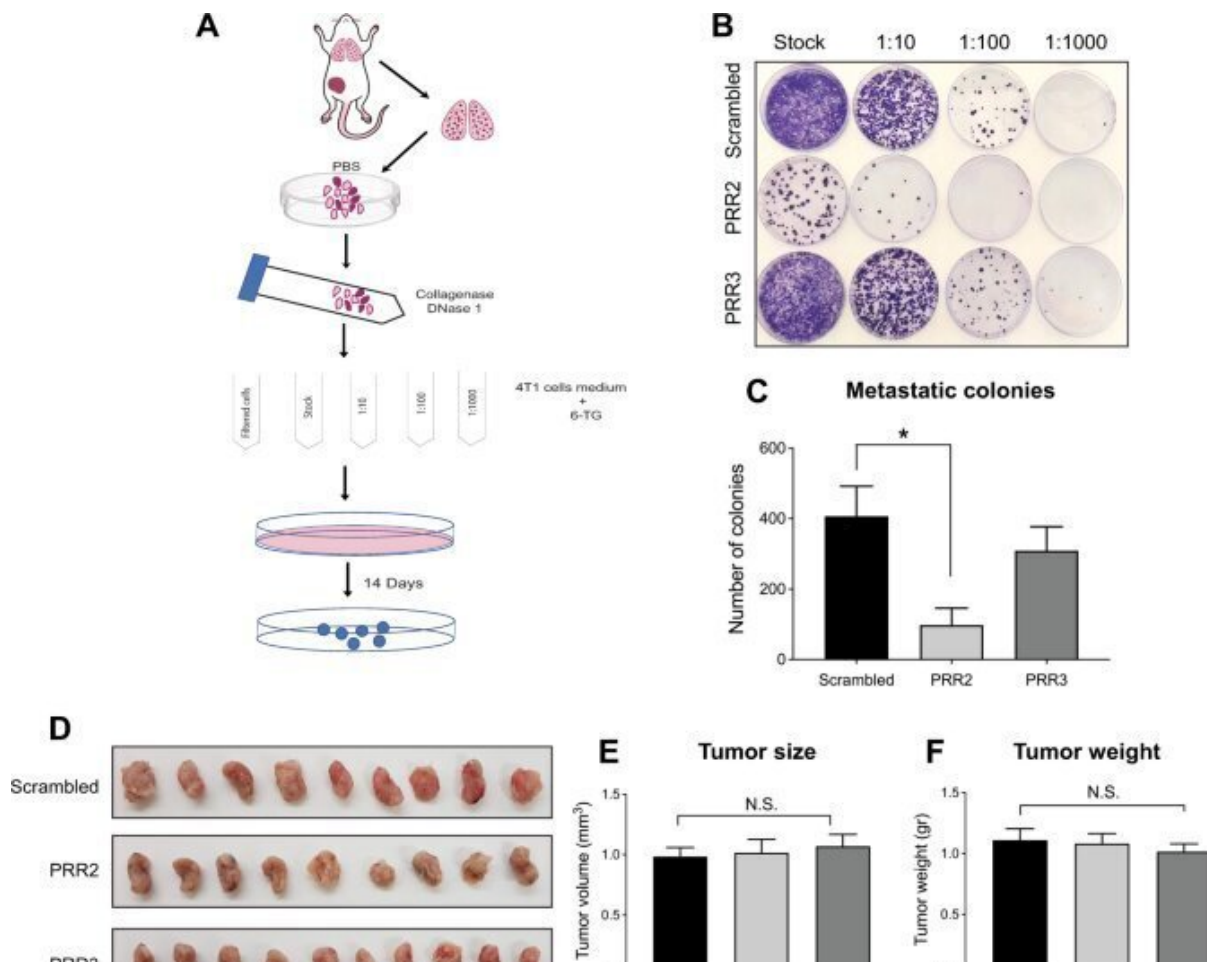 A
PBS
Collagenase
DNase 1
Filtered cells
Stock
1:10
1:100
1:1000
4T1 cells medium
+
6-TG
14 Days
B
Stock 1:10 1:100 1:1000
Scrambled
PRR2
PRR3
C Metastatic colonies
Number of colonies
600
400
200
0
*
Scrambled PRR2 PRR3
D
Scrambled
PRR2
E Tumor size
Tumor volume (mm³)
1.5
1.0
0.5
N.S.
F Tumor weight
Tumor weight (gr)
1.5
1.0
0.5
N.S.